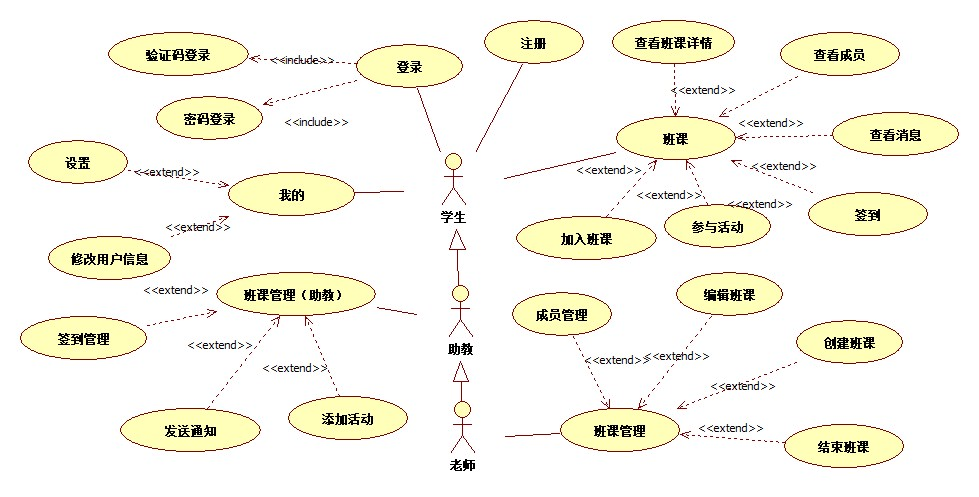 验证码登录
<<include>>
登录
注册
查看班课详情
查看成员
密码登录
<<include>>
<<extend>>
<<extend>>
<<extend>>
班课
查看消息
设置
<<extend>>
我的
学生
<<extend>>
<<extend>>
<<extend>>
<<extend>>
签到
修改用户信息
<<extend>>
加入班课
参与活动
<<extend>>
班课管理（助教）
签到管理
助教
成员管理
编辑班课
创建班课
<<extend>>
<<extend>>
<<extend>>
<<extend>>
<<extend>>
发送通知
添加活动
老师
班课管理
<<extend>>
结束班课